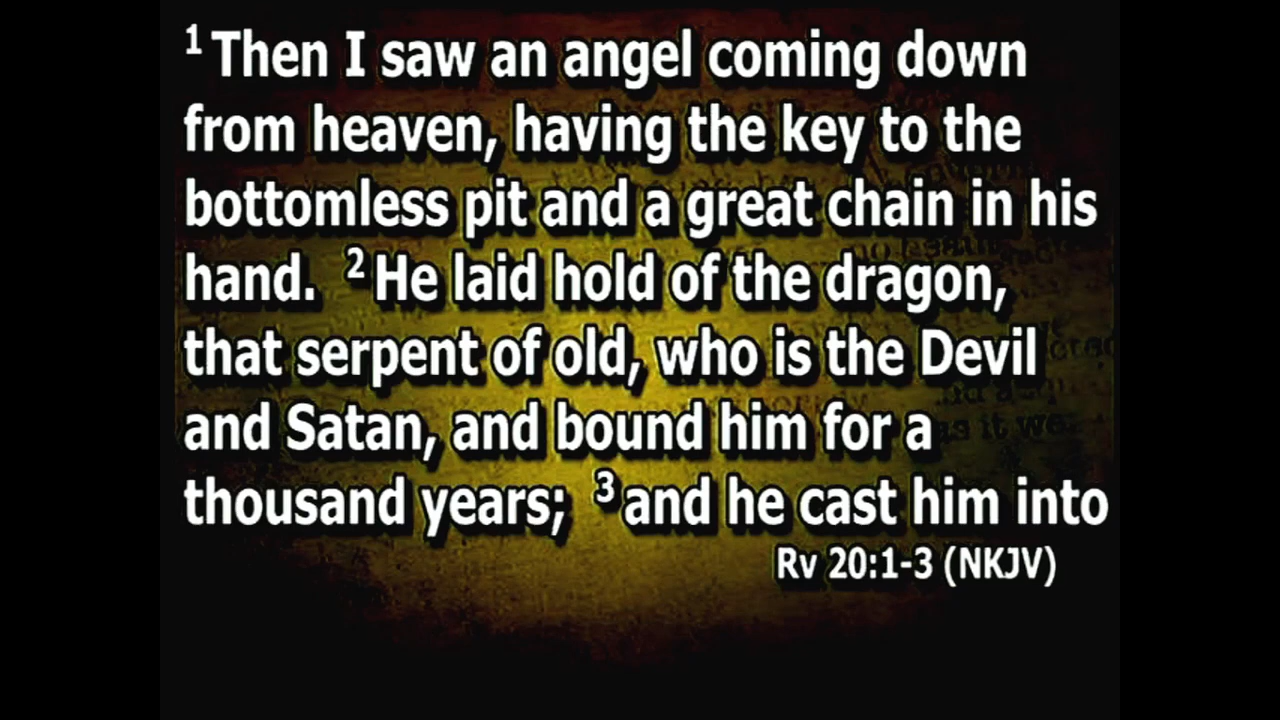 1 Then I saw an angel coming down
from heaven, having the key to the
bottomless pit and a great chain in his
hand. 2 He laid hold of the dragon,
that serpent of old, who is the Devil
and Satan, and bound him for a
thousand years; 3 and he cast him into
Rv 20:1-3 (NKJV)